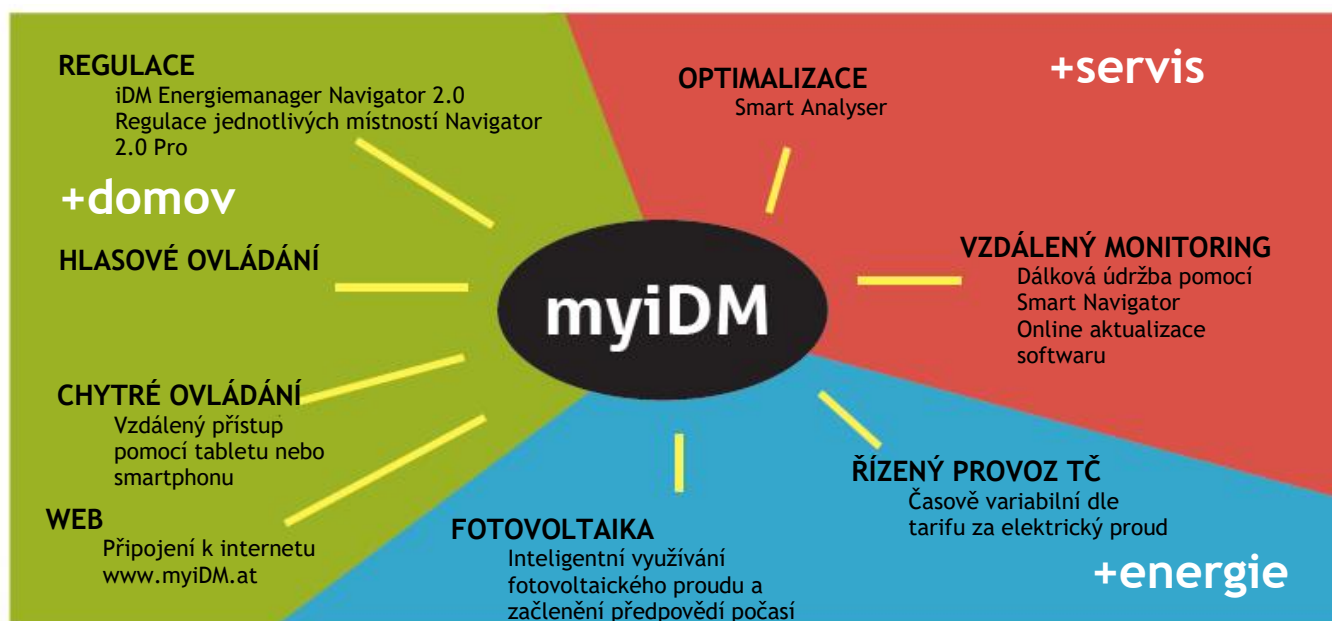 REGULACE
iDM Energiemanager Navigator 2.0
Regulace jednotlivých místností Navigator
2.0 Pro
+domov
HLASOVÉ OVLÁDÁNÍ
CHYTRÉ OVLÁDÁNÍ
Vzdálený přístup
pomocí tabletu nebo
smartphonu
WEB
Připojení k internetu
www.myiDM.at
myiDM
OPTIMALIZACE
Smart Analyser
+servis
VZDÁLENÝ MONITORING
Dálková údržba pomocí
Smart Navigator
Online aktualizace
softwaru
ŘÍZENÝ PROVOZ TČ
Časově variabilní dle
tarifu za elektrický proud
FOTOVOLTAIKA
Inteligentní využívání
fotovoltaického proudu a
začlenění předpovědí počasí
+energie